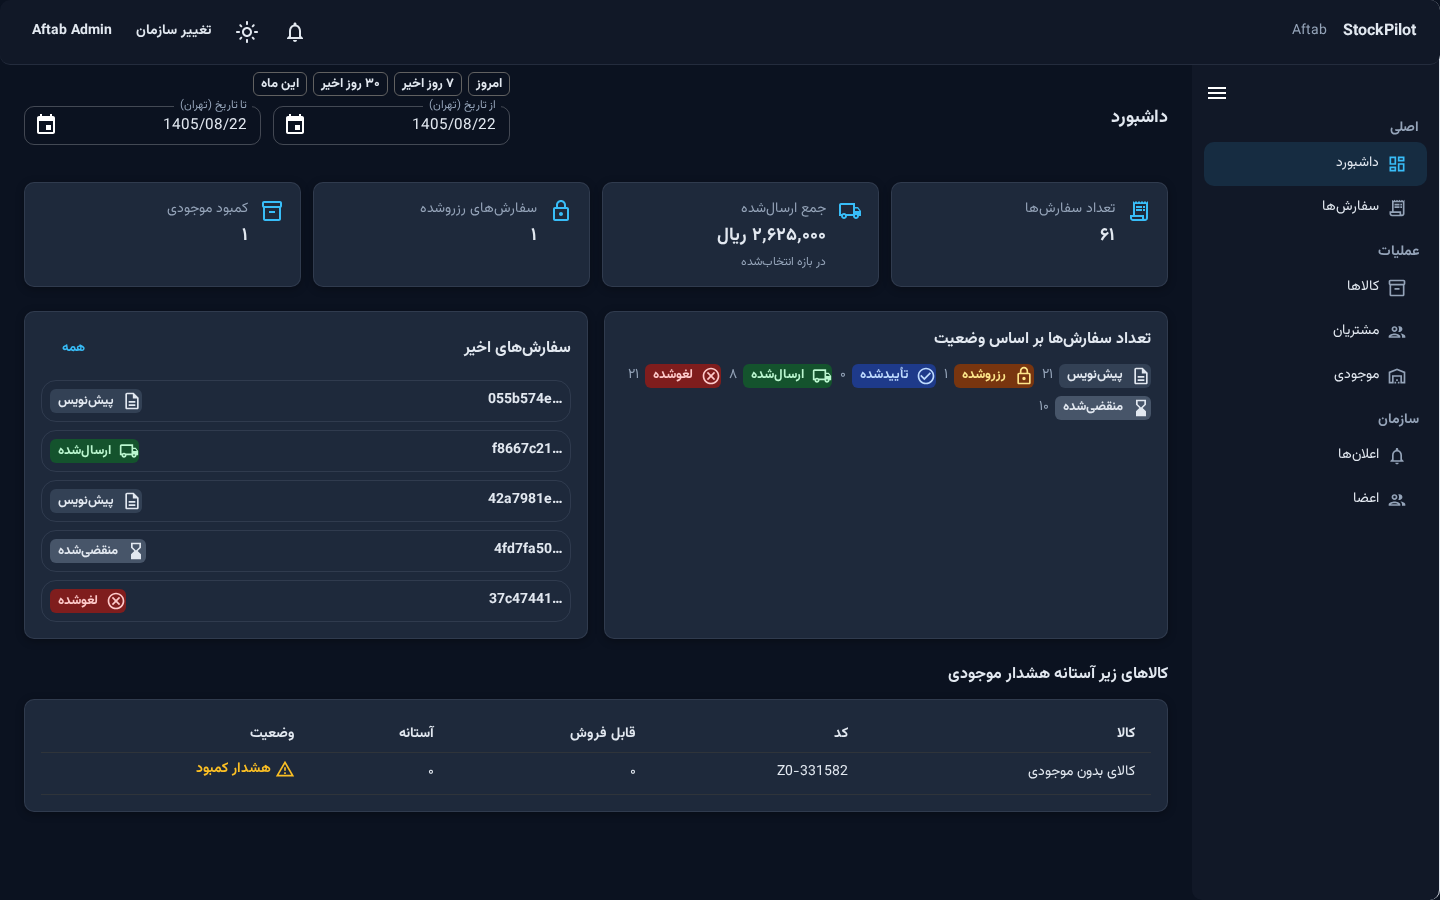 StockPilot Aftab
تغییر سازمان Aftab Admin
اصلی
داشبورد
سفارش‌ها
عملیات
کالاها
مشتریان
موجودی
سازمان
اعلان‌ها
اعضا
داشبورد
امروز ۷ روز اخیر ۳۰ روز اخیر این ماه
از تاریخ (تهران) تا تاریخ (تهران)
1405/08/22 1405/08/22
تعداد سفارش‌ها
۶۱
جمع ارسال‌شده
۲,۶۲۵,۰۰۰ ریال
در بازه انتخاب‌شده
سفارش‌های رزروشده
۱
کمبود موجودی
۱
تعداد سفارش‌ها بر اساس وضعیت
پیش‌نویس ۲۱ رزروشده ۱ تأییدشده ۰ ارسال‌شده ۸ لغوشده ۲۱
منقضی‌شده ۱۰
سفارش‌های اخیر همه
055b574e… پیش‌نویس
f8667c21… ارسال‌شده
42a7981e… پیش‌نویس
4fd7fa50… منقضی‌شده
37c47441… لغوشده
کالاهای زیر آستانه هشدار موجودی
کالا کد قابل فروش آستانه وضعیت
کالای بدون موجودی Z0-331582 ۰ ۰ هشدار کمبود